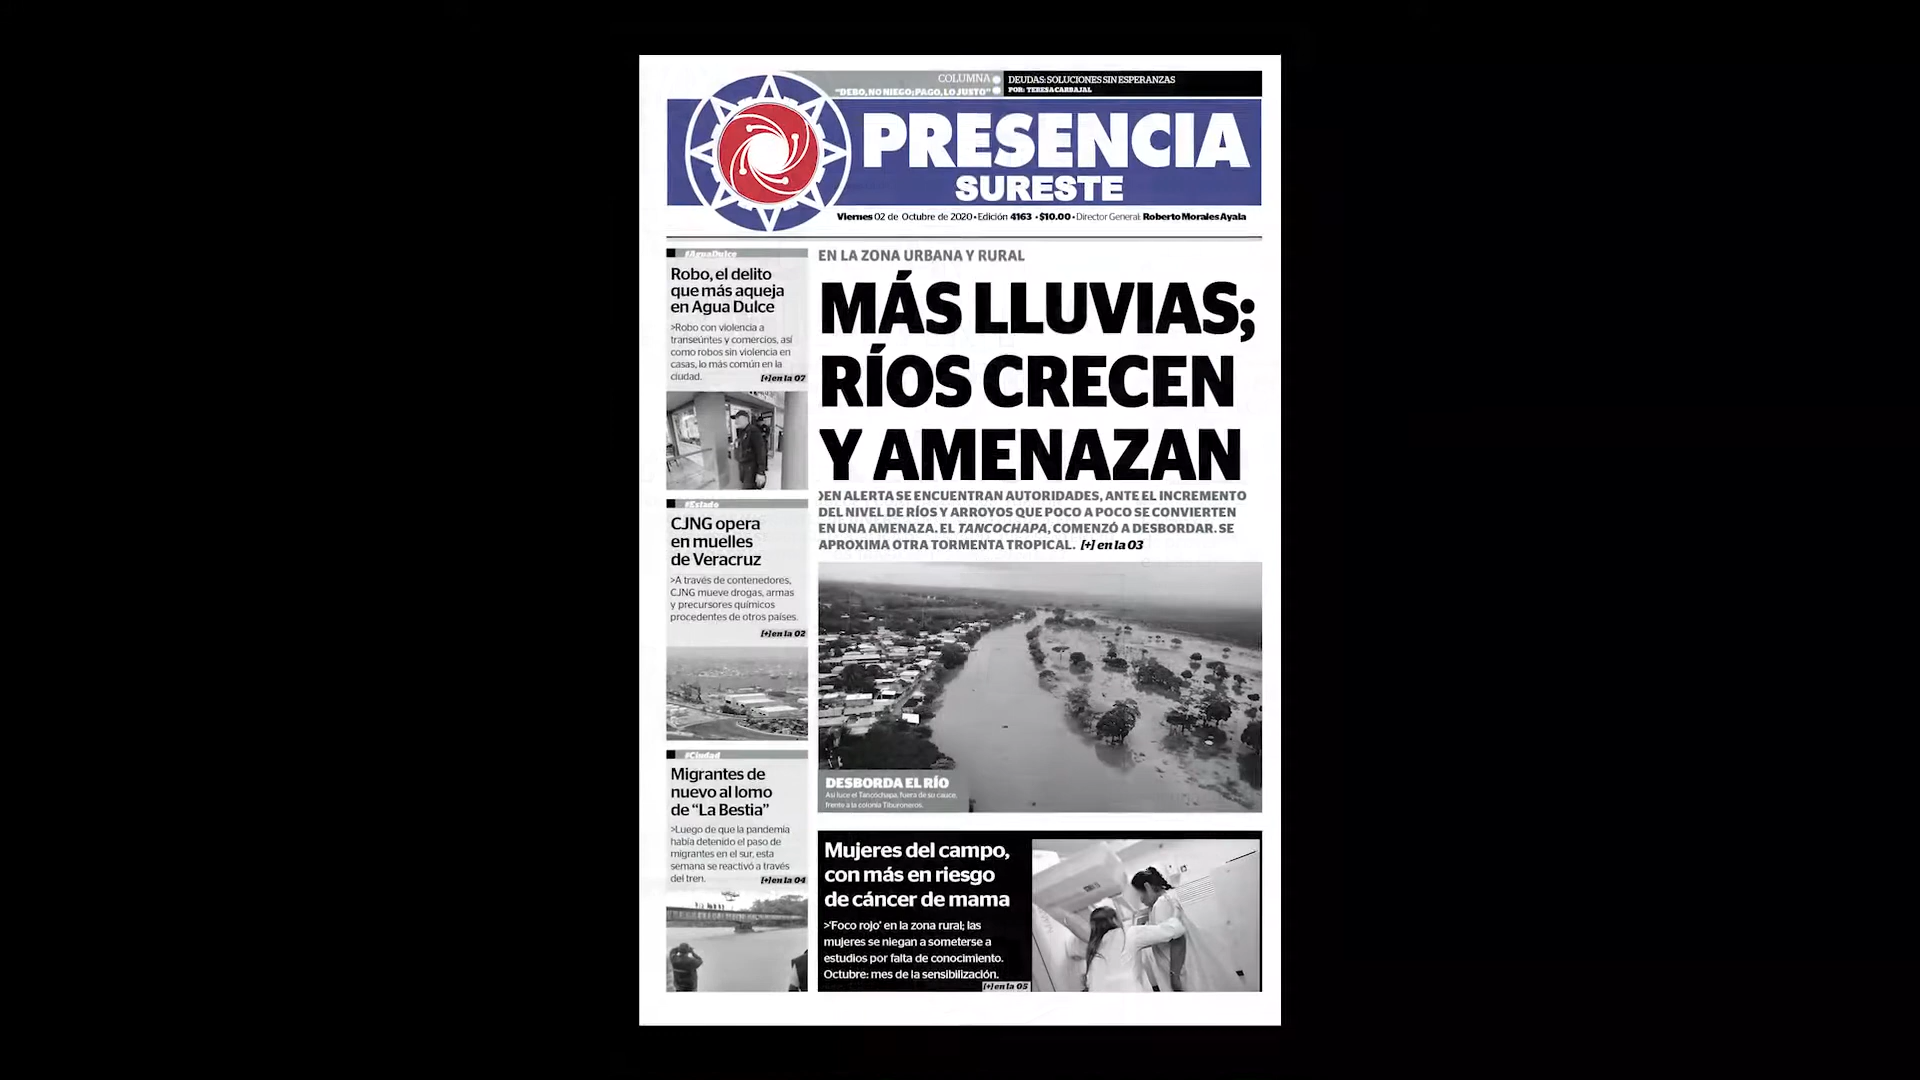 COLUMNA
"DEBO, NO NIEGO; PAGO, LO JUSTO"
DEUDAS: SOLUCIONES SIN ESPERANZAS
POR: TERESA CARBAJAL
PRESENCIA
SURESTE
Viernes 02 de Octubre de 2020 • Edición 4163 • $10.00 • Director General: Roberto Morales Ayala
#AguaDulce
Robo, el delito
que más aqueja
en Agua Dulce
>Robo con violencia a
transeúntes y comercios, así
como robos sin violencia en
casas, lo más común en la
ciudad.
[+] en la 07
#Estado
CJNG opera
en muelles
de Veracruz
>A través de contenedores,
CJNG mueve drogas, armas
y precursores químicos
procedentes de otros países.
[+] en la 02
#Ciudad
Migrantes de
nuevo al lomo
de “La Bestia”
>Luego de que la pandemia
había detenido el paso de
migrantes en el sur, esta
semana se reactivó a través
del tren.
[+] en la 04
EN LA ZONA URBANA Y RURAL
MÁS LLUVIAS;
RÍOS CRECEN
Y AMENAZAN
>EN ALERTA SE ENCUENTRAN AUTORIDADES, ANTE EL INCREMENTO
DEL NIVEL DE RÍOS Y ARROYOS QUE POCO A POCO SE CONVIERTEN
EN UNA AMENAZA. EL TANCOCHAPA, COMENZÓ A DESBORDAR. SE
APROXIMA OTRA TORMENTA TROPICAL. [+] en la 03
DESBORDA EL RÍO
Así luce el Tancochapa, fuera de su cauce,
frente a la colonia Tiburoneros.
Mujeres del campo,
con más en riesgo
de cáncer de mama
>‘Foco rojo’ en la zona rural; las
mujeres se niegan a someterse a
estudios por falta de conocimiento.
Octubre: mes de la sensibilización.
[+] en la 05